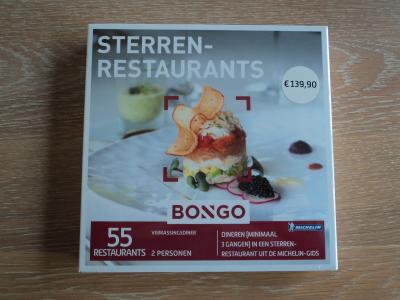 STERREN-
RESTAURANTS
€ 139,90
BONGO
55
RESTAURANTS
VERRASSINGSDINER
2 PERSONEN
DINEREN [MINIMAAL
3 GANGEN] IN EEN STERREN-
RESTAURANT UIT DE MICHELIN-GIDS
MICHELIN